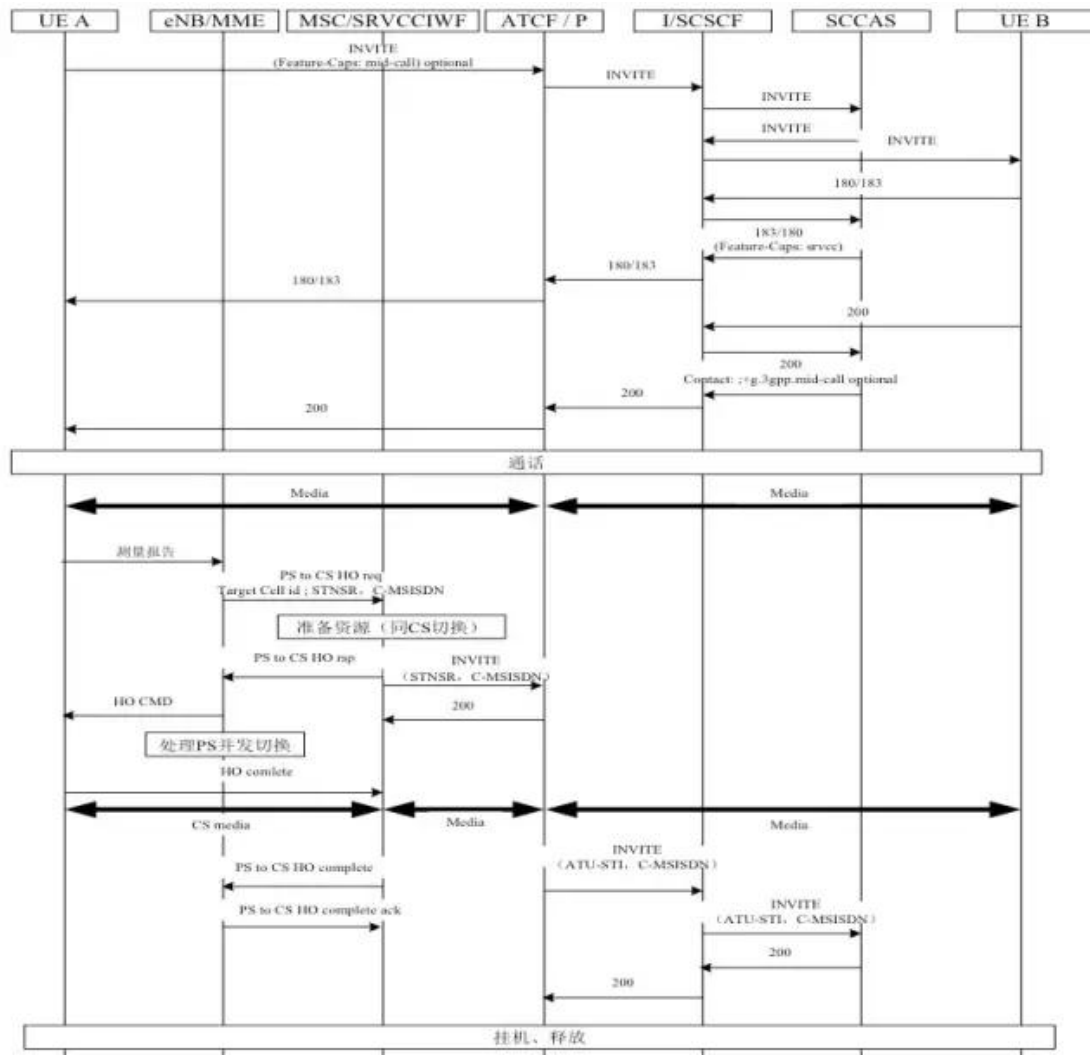 UE A eNB/MME MSC/SRVCCIWF ATCF / P I/SCSCF SCCAS UE B
INVITE
(Feature-Caps: mid-call) optional
INVITE
INVITE
INVITE INVITE
180/183
183/180
(Feature-Caps: srvcc)
180/183
180/183
200
200
Contact: ;+g.3gpp.mid-call optional
200
200
通话
Media Media
测量报告
PS to CS HO req
Target Cell id ; STNSR， C-MSISDN
准备资源（同CS切换）
PS to CS HO rsp INVITE
（STNSR， C-MSISDN）
HO CMD 200
处理PS并发切换
HO comlete
CS media Media Media
INVITE
（ATU-STI， C-MSISDN）
PS to CS HO complete
PS to CS HO complete ack INVITE
（ATU-STI， C-MSISDN）
200
200
挂机、释放